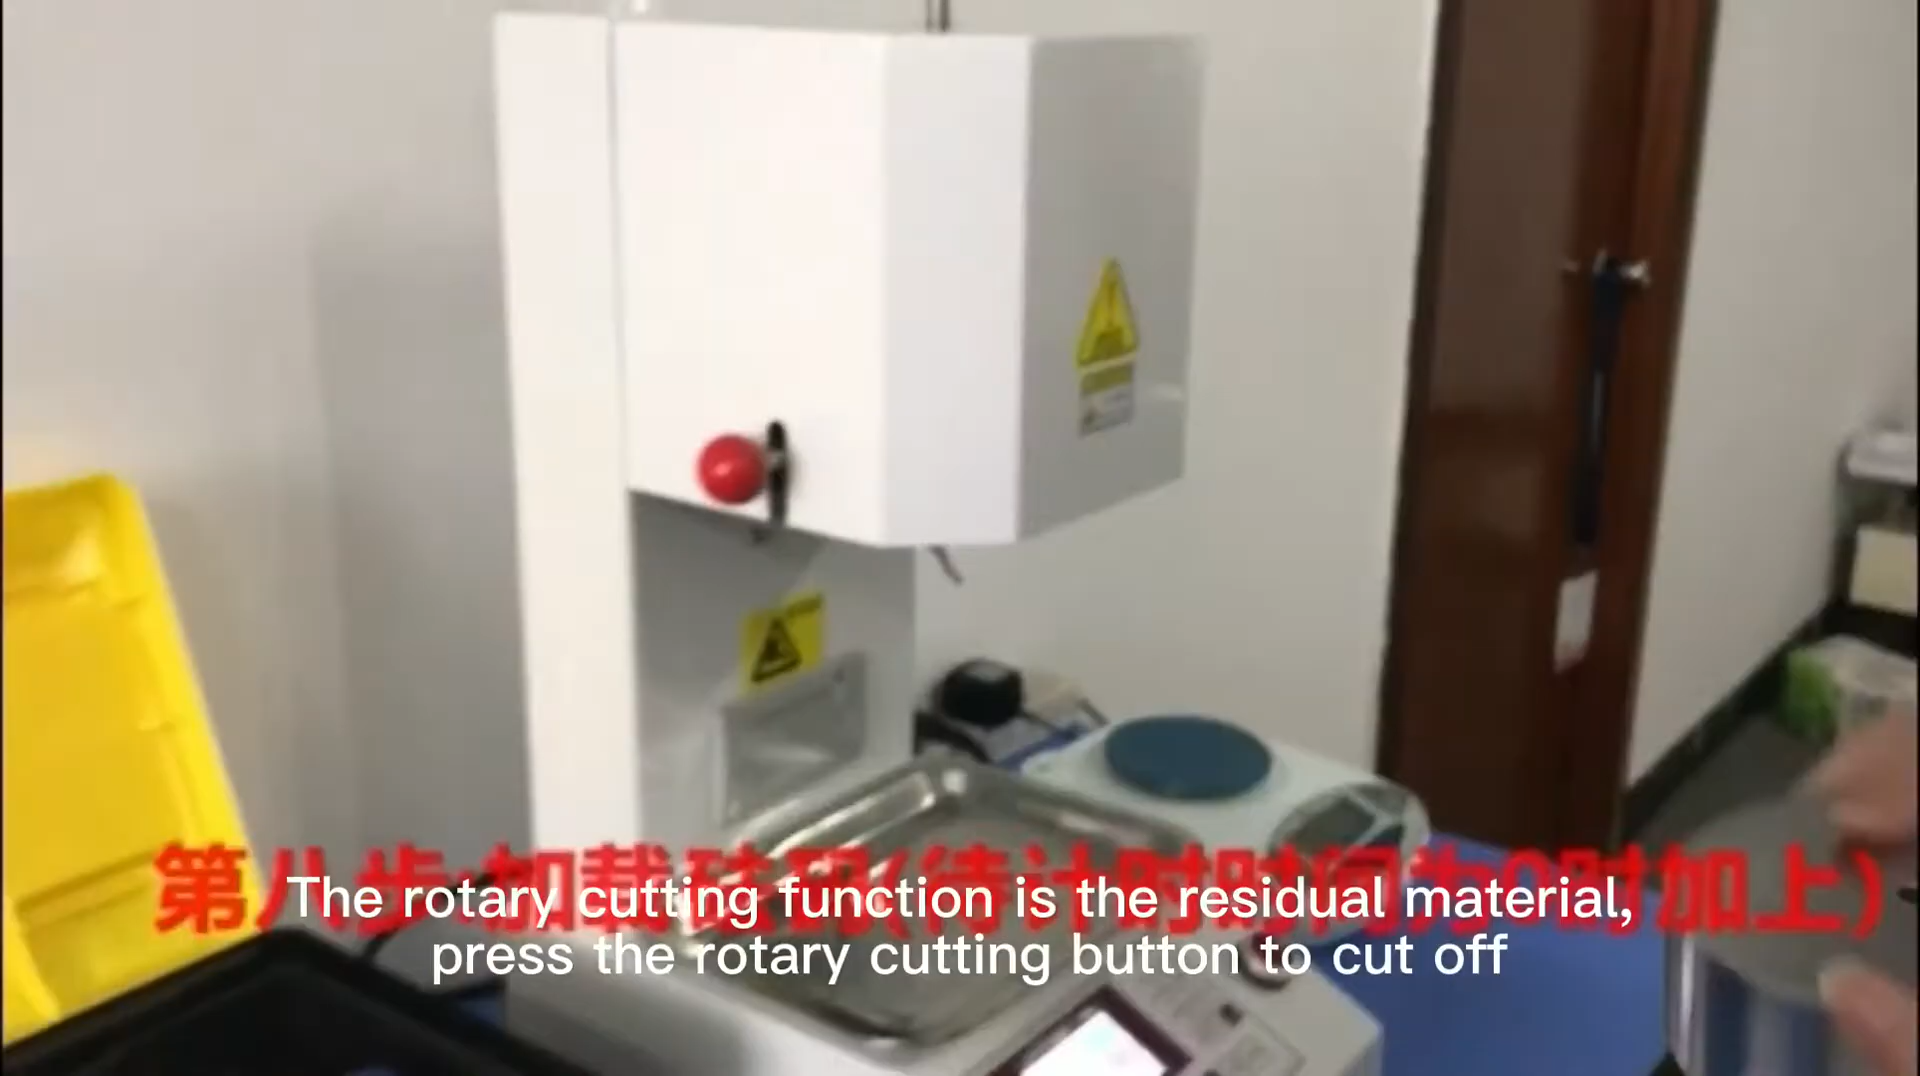 第八步:加载砝码(待计时时间为0时加上)
The rotary cutting function is the residual material,
press the rotary cutting button to cut off